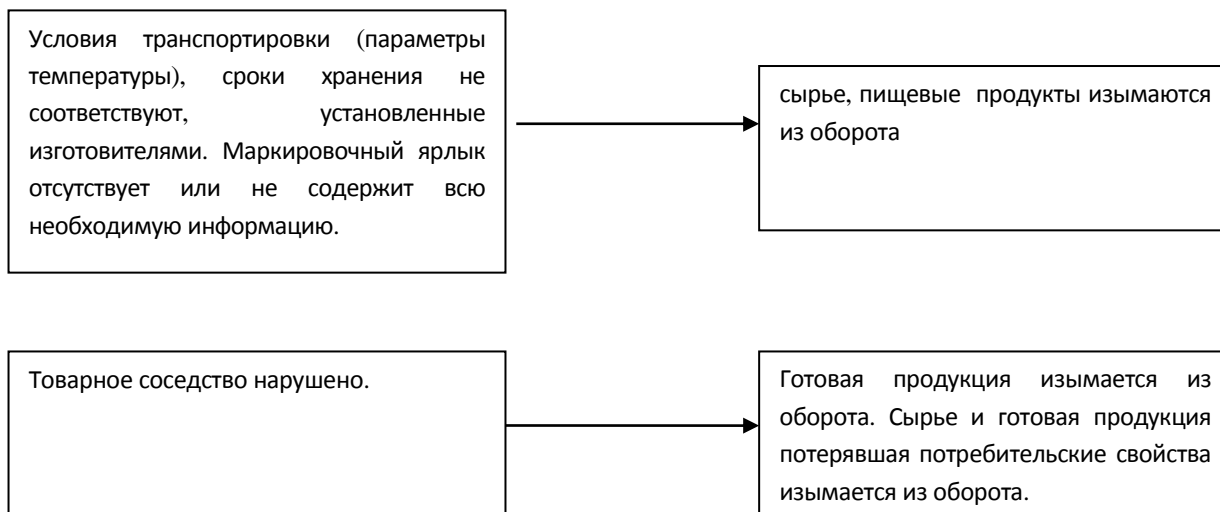 Условия транспортировки (параметры
температуры), сроки хранения не
соответствуют, установленные
изготовителями. Маркировочный ярлык
отсутствует или не содержит всю
необходимую информацию.
сырье, пищевые продукты изымаются
из оборота
Товарное соседство нарушено.
Готовая продукция изымается из
оборота. Сырье и готовая продукция
потерявшая потребительские свойства
изымается из оборота.